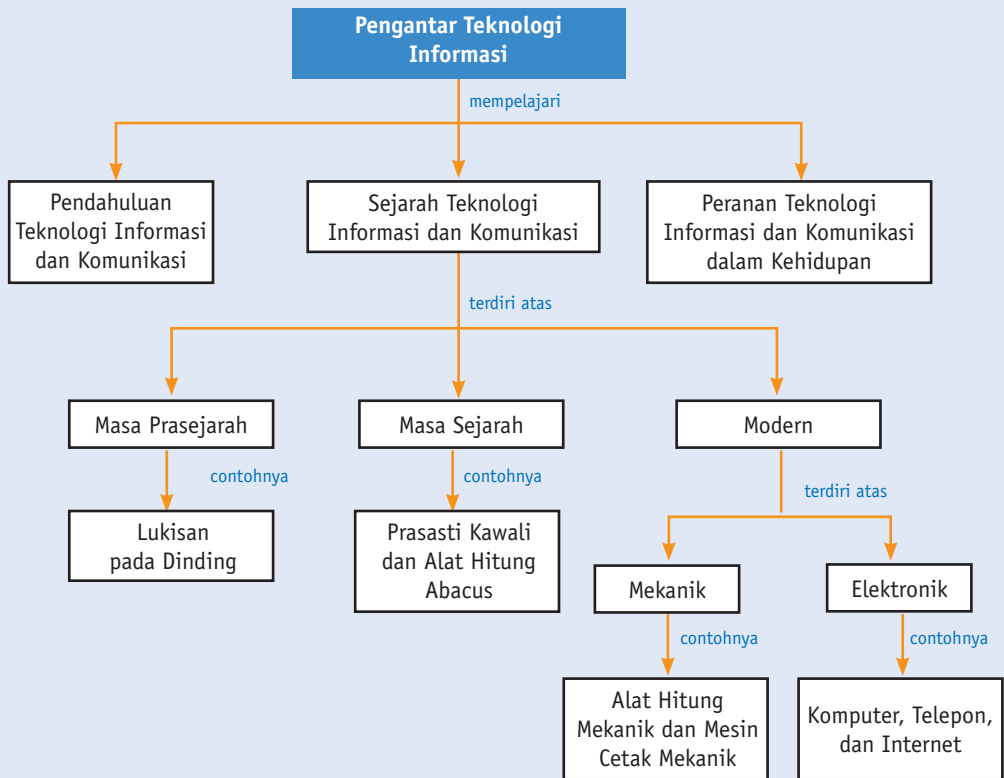 Pengantar Teknologi
Informasi
mempelajari
Pendahuluan
Teknologi Informasi
dan Komunikasi
Sejarah Teknologi
Informasi dan Komunikasi
Peranan Teknologi
Informasi dan Komunikasi
dalam Kehidupan
terdiri atas
Masa Prasejarah
Masa Sejarah
Modern
contohnya
contohnya
terdiri atas
Lukisan
pada Dinding
Prasasti Kawali
dan Alat Hitung
Abacus
Mekanik
Elektronik
contohnya
contohnya
Alat Hitung
Mekanik dan Mesin
Cetak Mekanik
Komputer, Telepon,
dan Internet